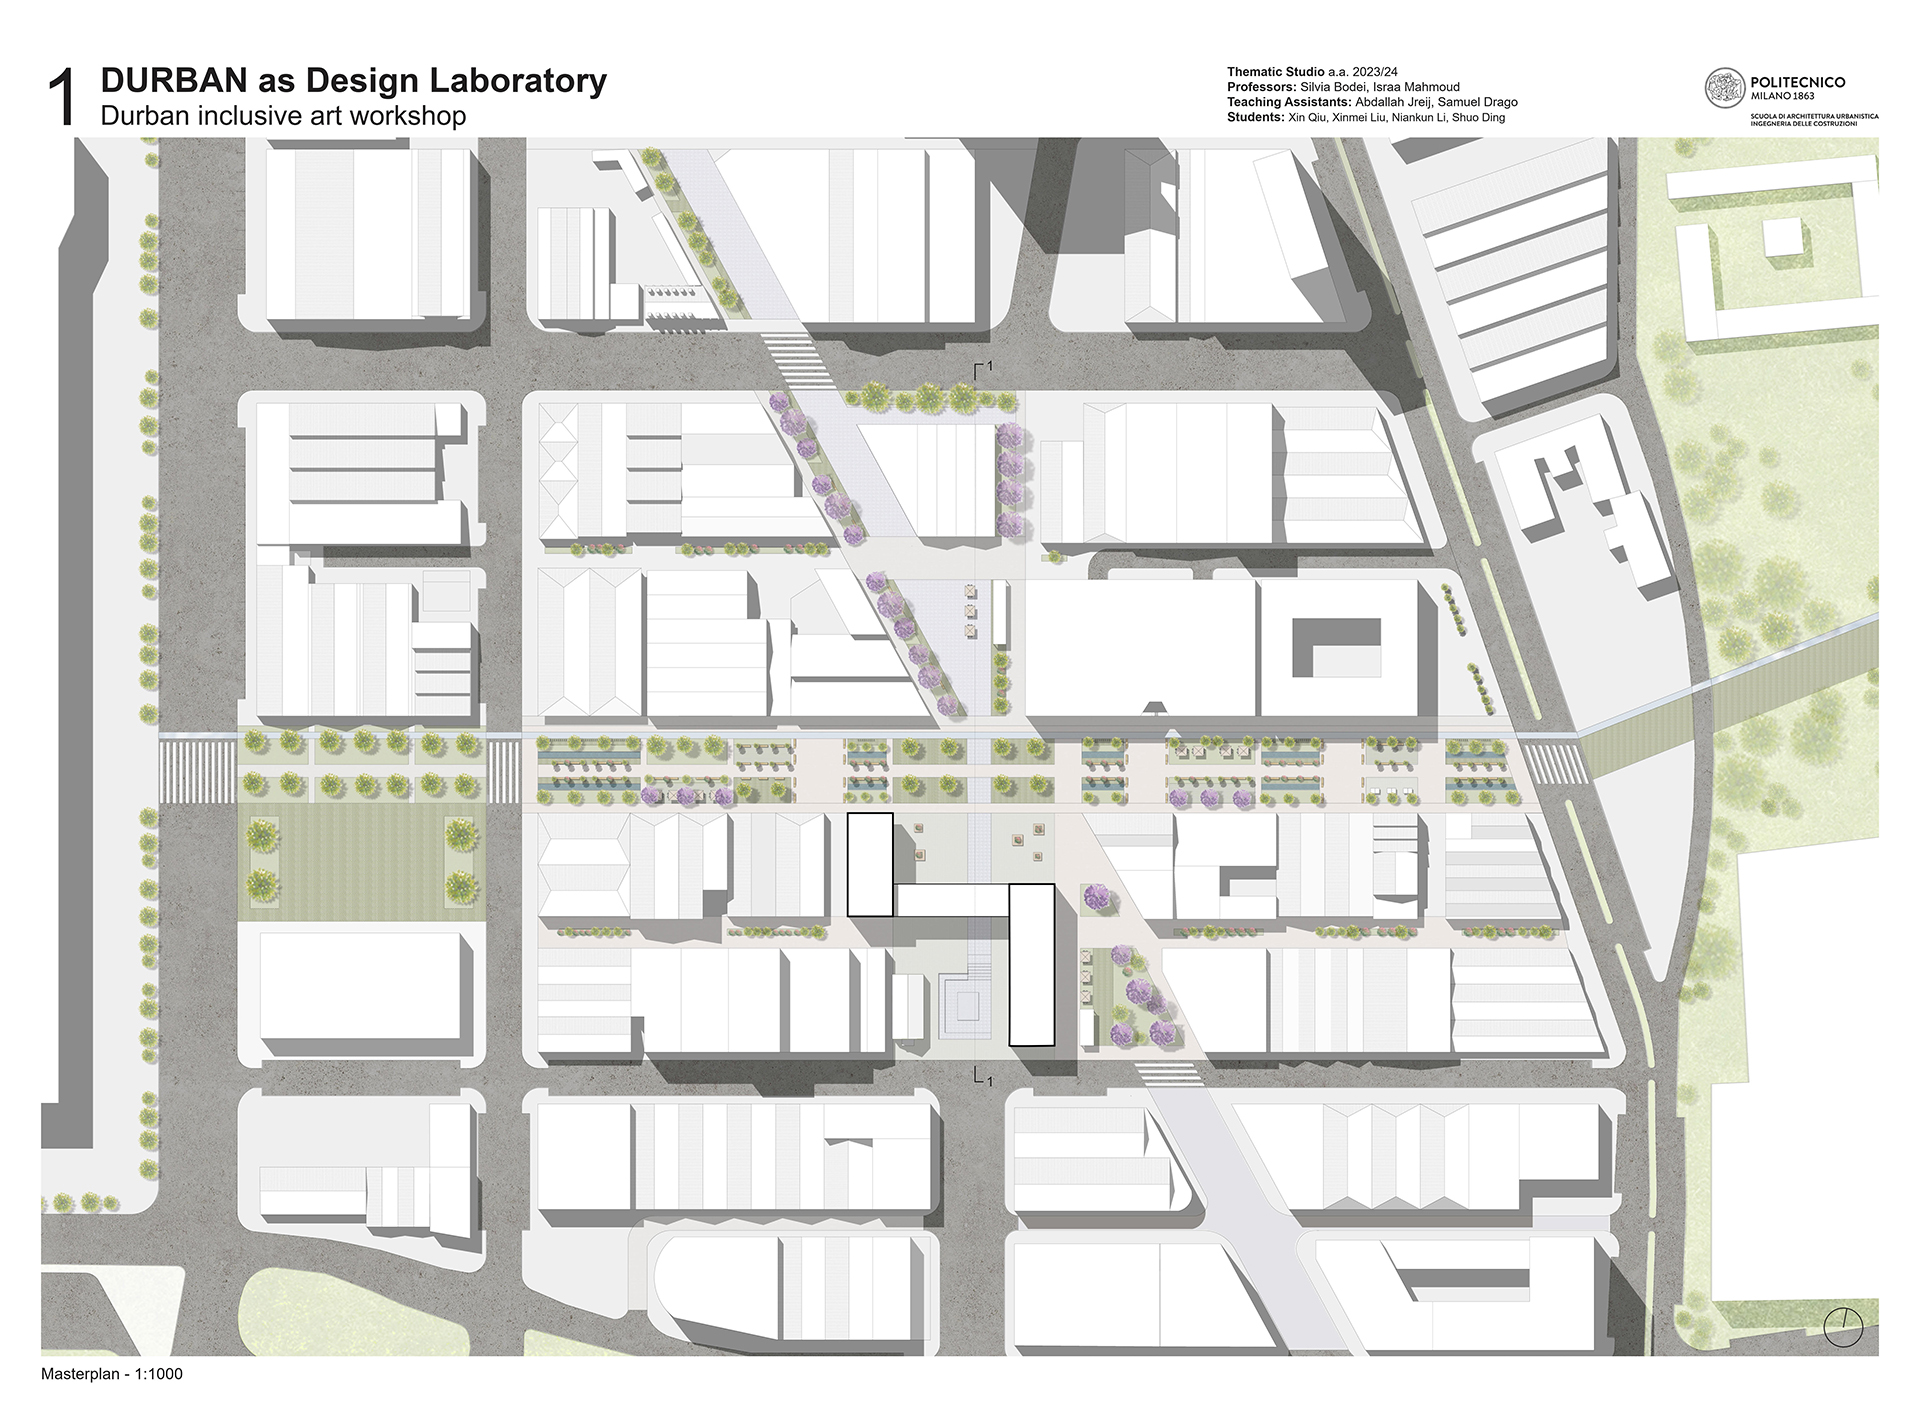 1
DURBAN as Design Laboratory
Durban inclusive art workshop
Thematic Studio a.a. 2023/24
Professors: Silvia Bodei, Israa Mahmoud
Teaching Assistants: Abdallah Jreij, Samuel Drago
Students: Xin Qiu, Xinmei Liu, Niankun Li, Shuo Ding
POLITECNICO
MILANO 1863
SCUOLA DI ARCHITETTURA URBANISTICA
INGEGNERIA DELLE COSTRUZIONI
1
1
Masterplan - 1:1000